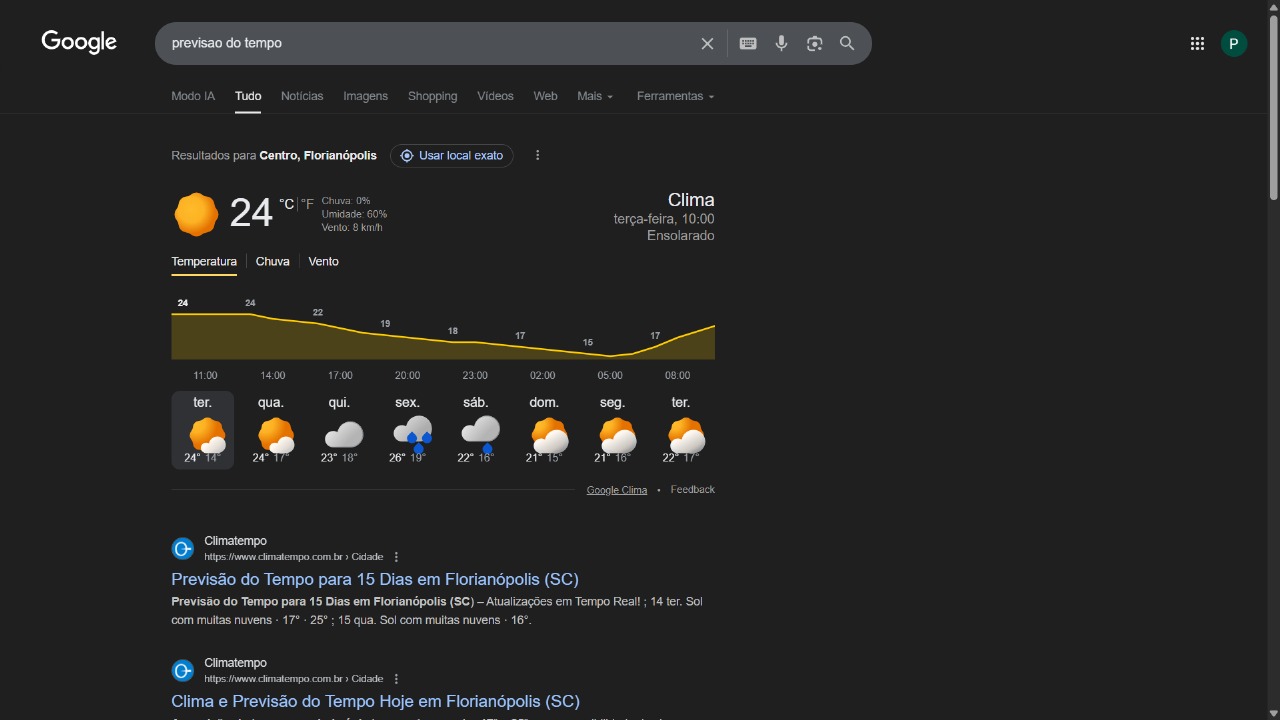 Google
previsao do tempo
P
Modo IA Tudo Notícias Imagens Shopping Vídeos Web Mais Ferramentas
Resultados para Centro, Florianópolis Usar local exato
24 °C | °F
Chuva: 0%
Umidade: 60%
Vento: 8 km/h
Clima
terça-feira, 10:00
Ensolarado
Temperatura Chuva Vento
24 24 22 19 18 17 15 17
11:00 14:00 17:00 20:00 23:00 02:00 05:00 08:00
ter. qua. qui. sex. sáb. dom. seg. ter.
24° 14° 24° 17° 23° 18° 26° 19° 22° 16° 21° 15° 21° 16° 22° 17°
Google Clima • Feedback
Climatempo
https://www.climatempo.com.br › Cidade
Previsão do Tempo para 15 Dias em Florianópolis (SC)
Previsão do Tempo para 15 Dias em Florianópolis (SC) – Atualizações em Tempo Real! ; 14 ter. Sol
com muitas nuvens · 17° · 25° ; 15 qua. Sol com muitas nuvens · 16°.
Climatempo
https://www.climatempo.com.br › Cidade
Clima e Previsão do Tempo Hoje em Florianópolis (SC)